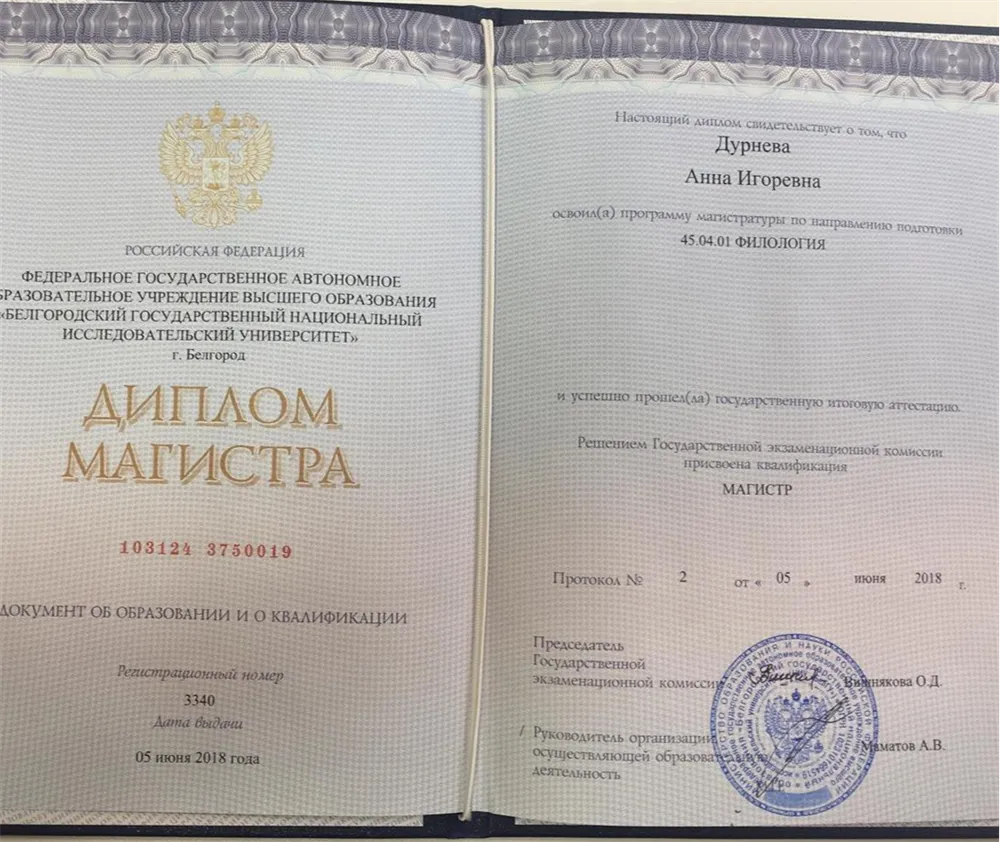 РОССИЙСКАЯ ФЕДЕРАЦИЯ
ФЕДЕРАЛЬНОЕ ГОСУДАРСТВЕННОЕ АВТОНОМНОЕ
БРАЗОВАТЕЛЬНОЕ УЧРЕЖДЕНИЕ ВЫСШЕГО ОБРАЗОВАНИЯ
«БЕЛГОРОДСКИЙ ГОСУДАРСТВЕННЫЙ НАЦИОНАЛЬНЫЙ
ИССЛЕДОВАТЕЛЬСКИЙ УНИВЕРСИТЕТ»
г. Белгород
ДИПЛОМ
МАГИСТРА
103124 3750019
ДОКУМЕНТ ОБ ОБРАЗОВАНИИ И О КВАЛИФИКАЦИИ
Регистрационный номер
3340
Дата выдачи
05 июня 2018 года
Настоящий диплом свидетельствует о том, что
Дурнева
Анна Игоревна
освоил(а) программу магистратуры по направлению подготовки
45.04.01 ФИЛОЛОГИЯ
и успешно прошел(ла) государственную итоговую аттестацию.
Решением Государственной экзаменационной комиссии
присвоена квалификация
МАГИСТР
Протокол № 2 от « 05 » июня 2018 г.
Председатель
Государственной
экзаменационной комиссии Вишнякова О.Д.
Руководитель организации,
осуществляющей образовательную Маматов А.В.
деятельность